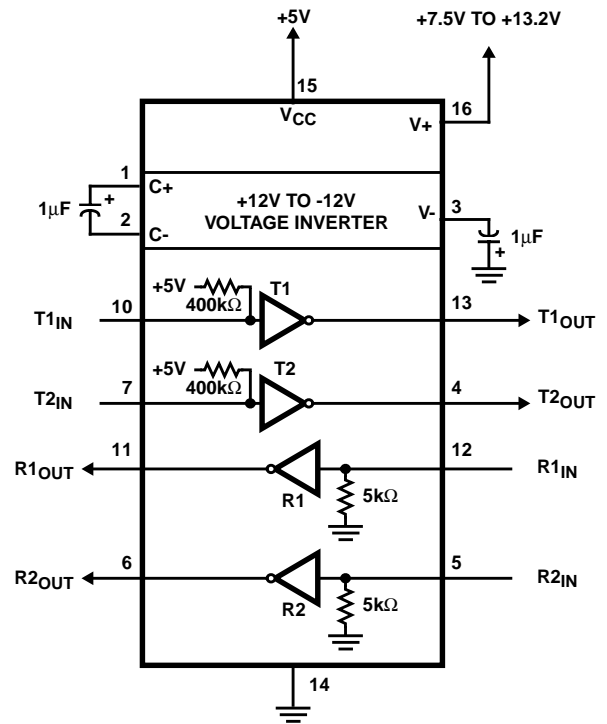 +5V
+7.5V TO +13.2V
15
VCC
16
V+
1
C+
1µF
+
2
C-
+12V TO -12V
VOLTAGE INVERTER
V-
3
1µF
+
+5V
400kΩ
T1
T1IN
10
13
T1OUT
+5V
400kΩ
T2
T2IN
7
4
T2OUT
R1OUT
11
R1
5kΩ
12
R1IN
R2OUT
6
R2
5kΩ
5
R2IN
14